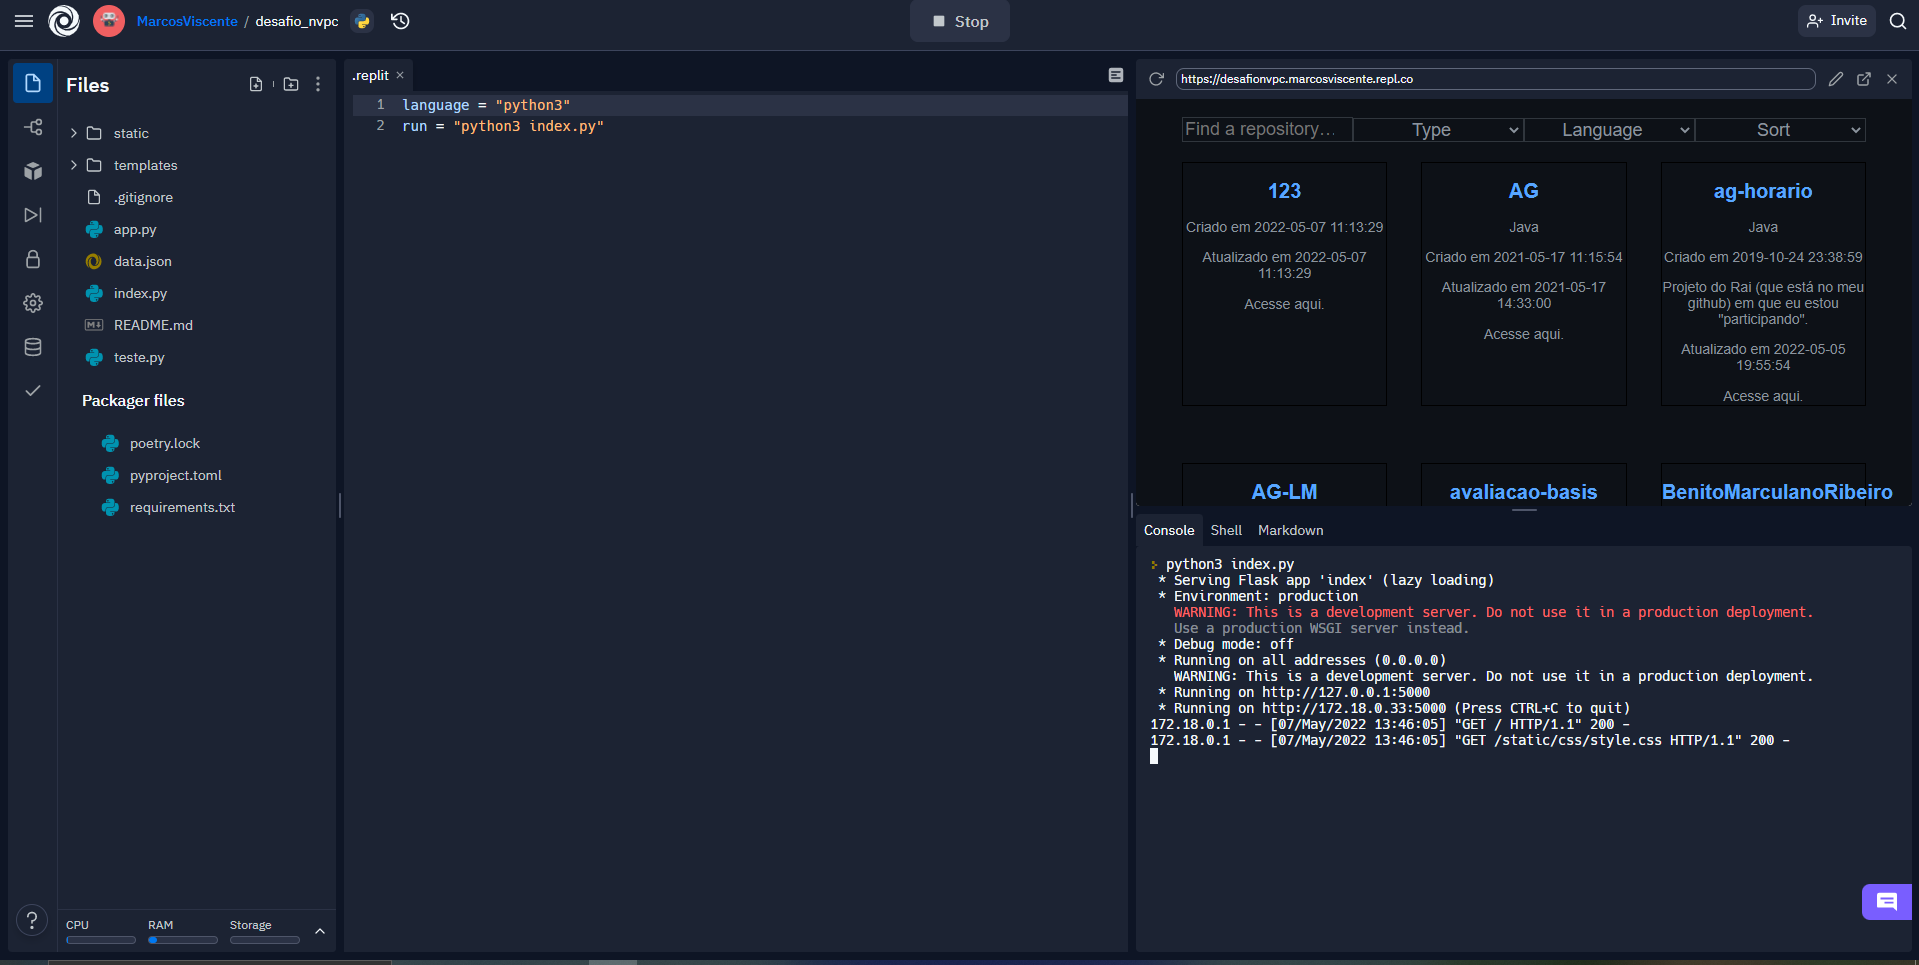 MarcosViscente / desafio_nvpc
Stop
Invite
Files
static
templates
.gitignore
app.py
data.json
index.py
README.md
teste.py
Packager files
poetry.lock
pyproject.toml
requirements.txt
?
CPU RAM Storage
.replit ×
1 language = "python3"
2 run = "python3 index.py"
https://desafionvpc.marcosviscente.repl.co
Find a repository... Type Language Sort
123
Criado em 2022-05-07 11:13:29
Atualizado em 2022-05-07
11:13:29
Acesse aqui.
AG
Java
Criado em 2021-05-17 11:15:54
Atualizado em 2021-05-17
14:33:00
Acesse aqui.
ag-horario
Java
Criado em 2019-10-24 23:38:59
Projeto do Rai (que está no meu
github) em que eu estou
"participando".
Atualizado em 2022-05-05
19:55:54
Acesse aqui.
AG-LM
avaliacao-basis
BenitoMarculanoRibeiro
Console Shell Markdown
python3 index.py
* Serving Flask app 'index' (lazy loading)
* Environment: production
WARNING: This is a development server. Do not use it in a production deployment.
Use a production WSGI server instead.
* Debug mode: off
* Running on all addresses (0.0.0.0)
WARNING: This is a development server. Do not use it in a production deployment.
* Running on http://127.0.0.1:5000
* Running on http://172.18.0.33:5000 (Press CTRL+C to quit)
172.18.0.1 - - [07/May/2022 13:46:05] "GET / HTTP/1.1" 200 -
172.18.0.1 - - [07/May/2022 13:46:05] "GET /static/css/style.css HTTP/1.1" 200 -